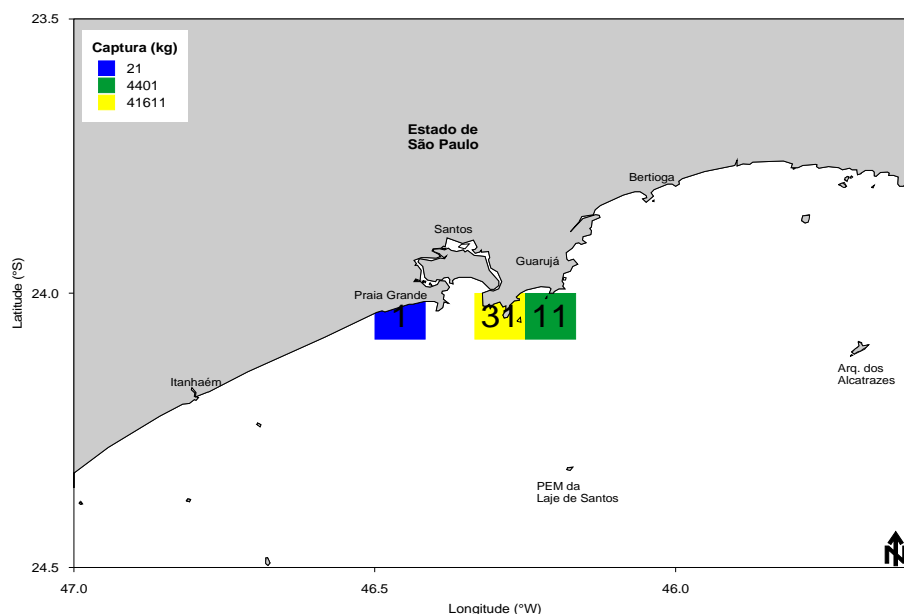 23.5
Captura (kg)
21
4401
41611
Estado de
São Paulo
Bertioga
Santos
Guarujá
Latitude (°S)
24.0
Praia Grande
1
31
11
Itanhaém
Arq. dos
Alcatrazes
PEM da
Laje de Santos
N
24.5
47.0
46.5
46.0
Longitude (°W)